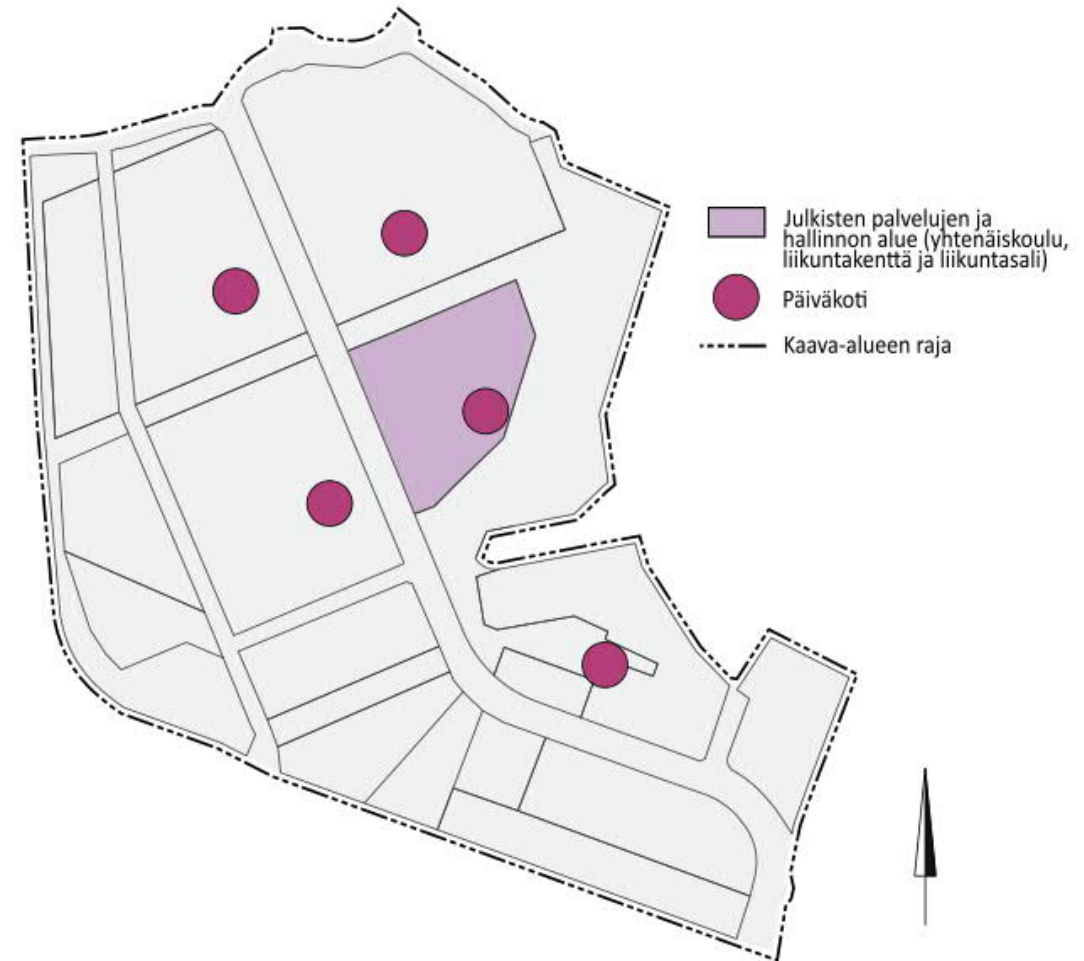 Julkisten palvelujen ja
hallinnon alue (yhtenäiskoulu,
liikuntakenttä ja liikuntasali)
Päiväkoti
Kaava-alueen raja